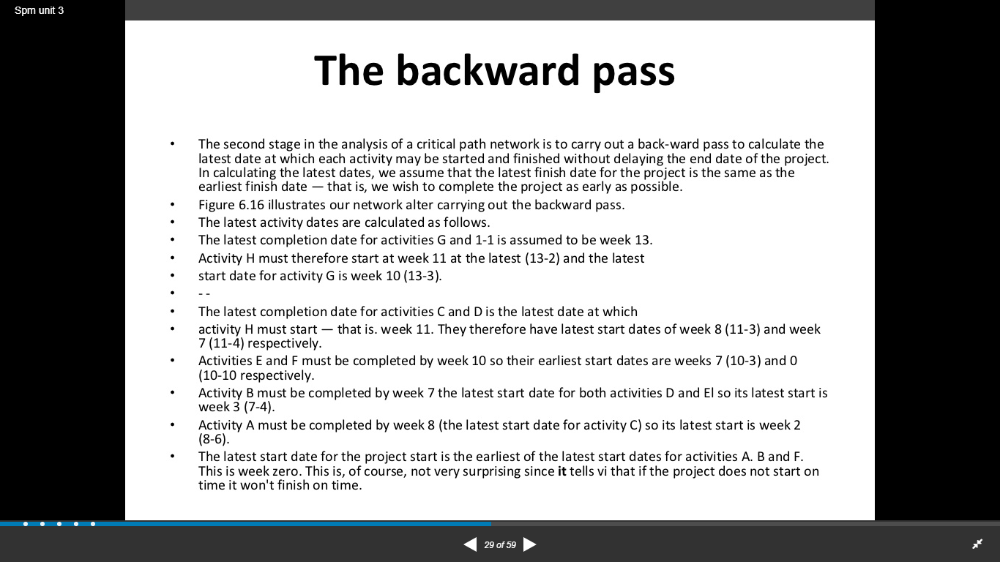 Spm unit 3
The backward pass
• The second stage in the analysis of a critical path network is to carry out a back-ward pass to calculate the
latest date at which each activity may be started and finished without delaying the end date of the project.
In calculating the latest dates, we assume that the latest finish date for the project is the same as the
earliest finish date — that is, we wish to complete the project as early as possible.
• Figure 6.16 illustrates our network alter carrying out the backward pass.
• The latest activity dates are calculated as follows.
• The latest completion date for activities G and 1-1 is assumed to be week 13.
• Activity H must therefore start at week 11 at the latest (13-2) and the latest
• start date for activity G is week 10 (13-3).
• - -
• The latest completion date for activities C and D is the latest date at which
• activity H must start — that is. week 11. They therefore have latest start dates of week 8 (11-3) and week
7 (11-4) respectively.
• Activities E and F must be completed by week 10 so their earliest start dates are weeks 7 (10-3) and 0
(10-10 respectively.
• Activity B must be completed by week 7 the latest start date for both activities D and El so its latest start is
week 3 (7-4).
• Activity A must be completed by week 8 (the latest start date for activity C) so its latest start is week 2
(8-6).
• The latest start date for the project start is the earliest of the latest start dates for activities A. B and F.
This is week zero. This is, of course, not very surprising since it tells vi that if the project does not start on
time it won't finish on time.
29 of 59